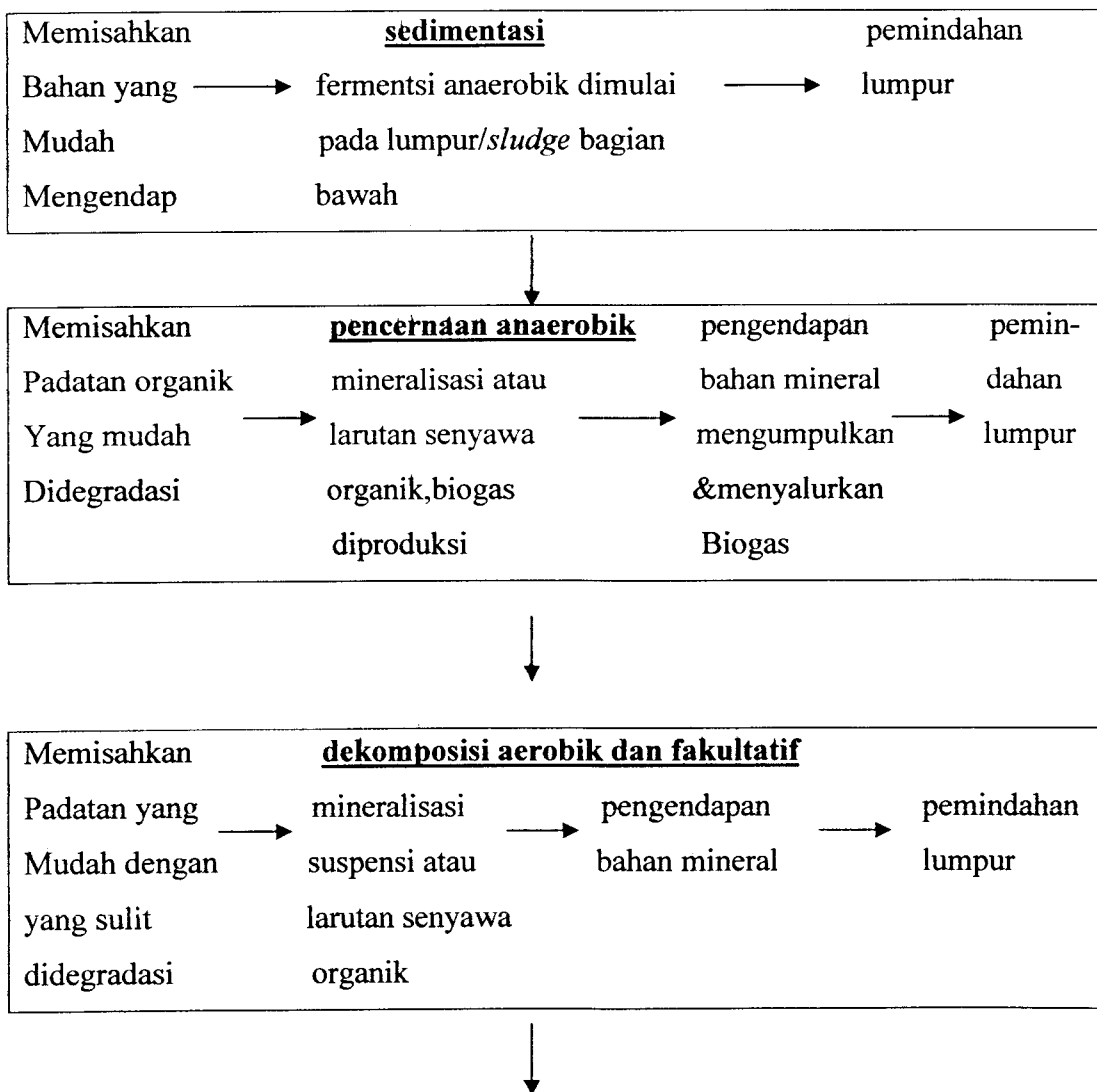 Memisahkan sedimentasi pemindahan
Bahan yang fermentsi anaerobik dimulai lumpur
Mudah pada lumpur/sludge bagian
Mengendap bawah
Memisahkan pencernaan anaerobik pengendapan pemin-
Padatan organik mineralisasi atau bahan mineral dahan
Yang mudah larutan senyawa mengumpulkan lumpur
Didegradasi organik,biogas &menyalurkan
diproduksi Biogas
Memisahkan dekomposisi aerobik dan fakultatif
Padatan yang mineralisasi pengendapan pemindahan
Mudah dengan suspensi atau bahan mineral lumpur
yang sulit larutan senyawa
didegradasi organik